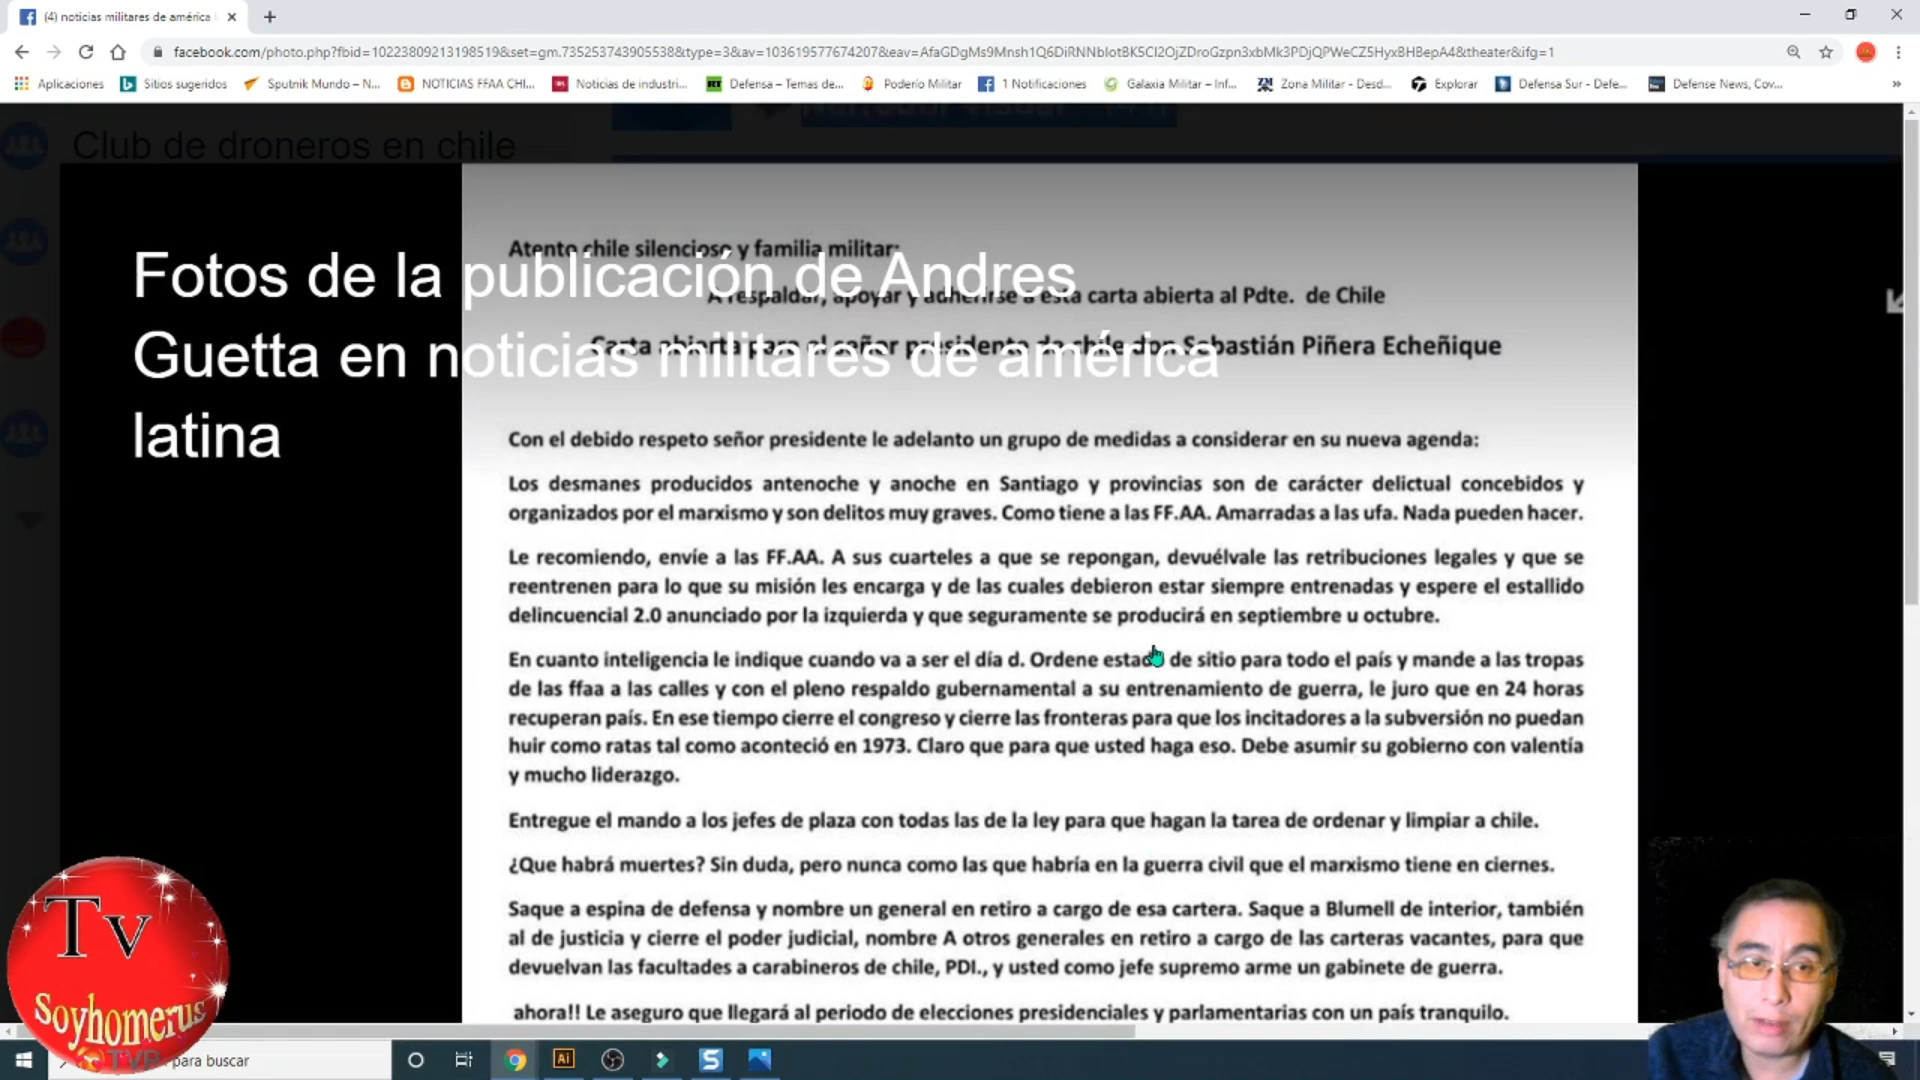 (4) noticias militares de américa
facebook.com/photo.php?fbid=10223809213198519&set=gm.735253743905538&type=3&av=103619577674207&eav=AfaGDgMs9Mnsh1Q6DiRNNblotBK5Cl2OjZDroGzpn3xbMk3PDjQPWeCZ5HyxBHBepA4&theater&ifg=1
Aplicaciones Sitios sugeridos Sputnik Mundo – N... NOTICIAS FFAA CHI... Noticias de industri... Defensa – Temas de... Poderío Militar 1 Notificaciones Galaxia Militar – Inf... Zona Militar - Desd... Explorar Defensa Sur - Defe... Defense News, Cov...
Club de droneros en chile
Atento chile silencioso y familia militar:
Fotos de la publicación de Andres
A respaldar, apoyar y adherirse a esta carta abierta al Pdte. de Chile
Guetta en noticias militares de américa
Carta abierta para el señor presidente de chile don Sebastián Piñera Echeñique
latina
Con el debido respeto señor presidente le adelanto un grupo de medidas a considerar en su nueva agenda:
Los desmanes producidos antenoche y anoche en Santiago y provincias son de carácter delictual concebidos y
organizados por el marxismo y son delitos muy graves. Como tiene a las FF.AA. Amarradas a las ufa. Nada pueden hacer.
Le recomiendo, envíe a las FF.AA. A sus cuarteles a que se repongan, devuélvale las retribuciones legales y que se
reentrenen para lo que su misión les encarga y de las cuales debieron estar siempre entrenadas y espere el estallido
delincuencial 2.0 anunciado por la izquierda y que seguramente se producirá en septiembre u octubre.
En cuanto inteligencia le indique cuando va a ser el día d. Ordene estado de sitio para todo el país y mande a las tropas
de las ffaa a las calles y con el pleno respaldo gubernamental a su entrenamiento de guerra, le juro que en 24 horas
recuperan país. En ese tiempo cierre el congreso y cierre las fronteras para que los incitadores a la subversión no puedan
huir como ratas tal como aconteció en 1973. Claro que para que usted haga eso. Debe asumir su gobierno con valentía
y mucho liderazgo.
Entregue el mando a los jefes de plaza con todas las de la ley para que hagan la tarea de ordenar y limpiar a chile.
¿Que habrá muertes? Sin duda, pero nunca como las que habría en la guerra civil que el marxismo tiene en ciernes.
Saque a espina de defensa y nombre un general en retiro a cargo de esa cartera. Saque a Blumell de interior, también
al de justicia y cierre el poder judicial, nombre A otros generales en retiro a cargo de las carteras vacantes, para que
devuelvan las facultades a carabineros de chile, PDI., y usted como jefe supremo arme un gabinete de guerra.
ahora!! Le aseguro que llegará al periodo de elecciones presidenciales y parlamentarias con un país tranquilo.
Tv
Soyhomerus
para buscar